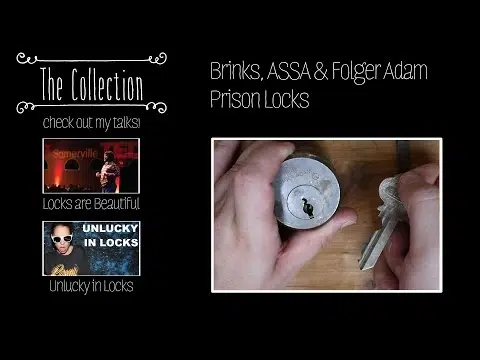 The Collection
check out my talks!
Somerville
Locks are Beautiful
UNLUCKY
IN LOCKS
Unlucky in Locks
Brinks, ASSA & Folger Adam
Prison Locks